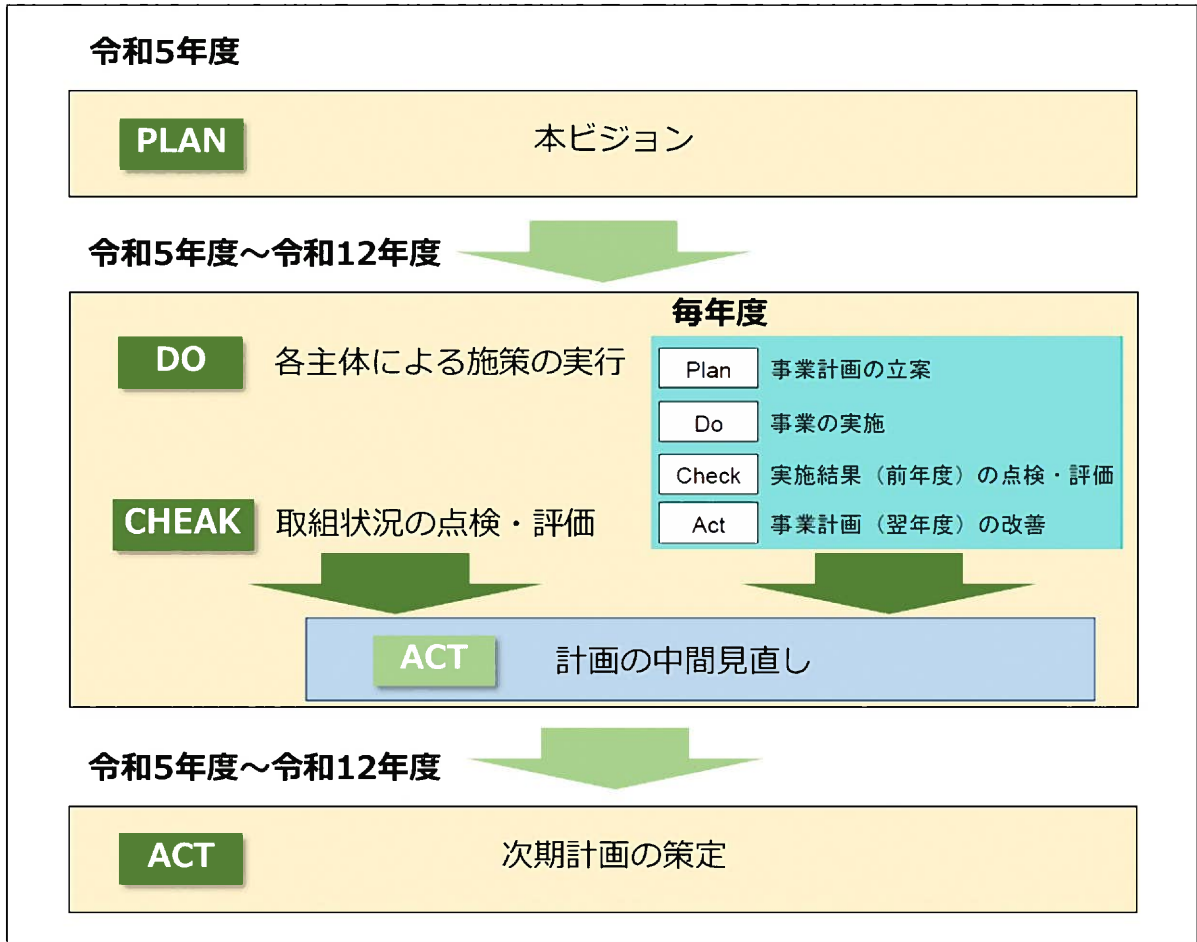 令和5年度
PLAN 本ビジョン
令和5年度～令和12年度
DO 各主体による施策の実行
CHEAK 取組状況の点検・評価
毎年度
Plan 事業計画の立案
Do 事業の実施
Check 実施結果（前年度）の点検・評価
Act 事業計画（翌年度）の改善
ACT 計画の中間見直し
令和5年度～令和12年度
ACT 次期計画の策定